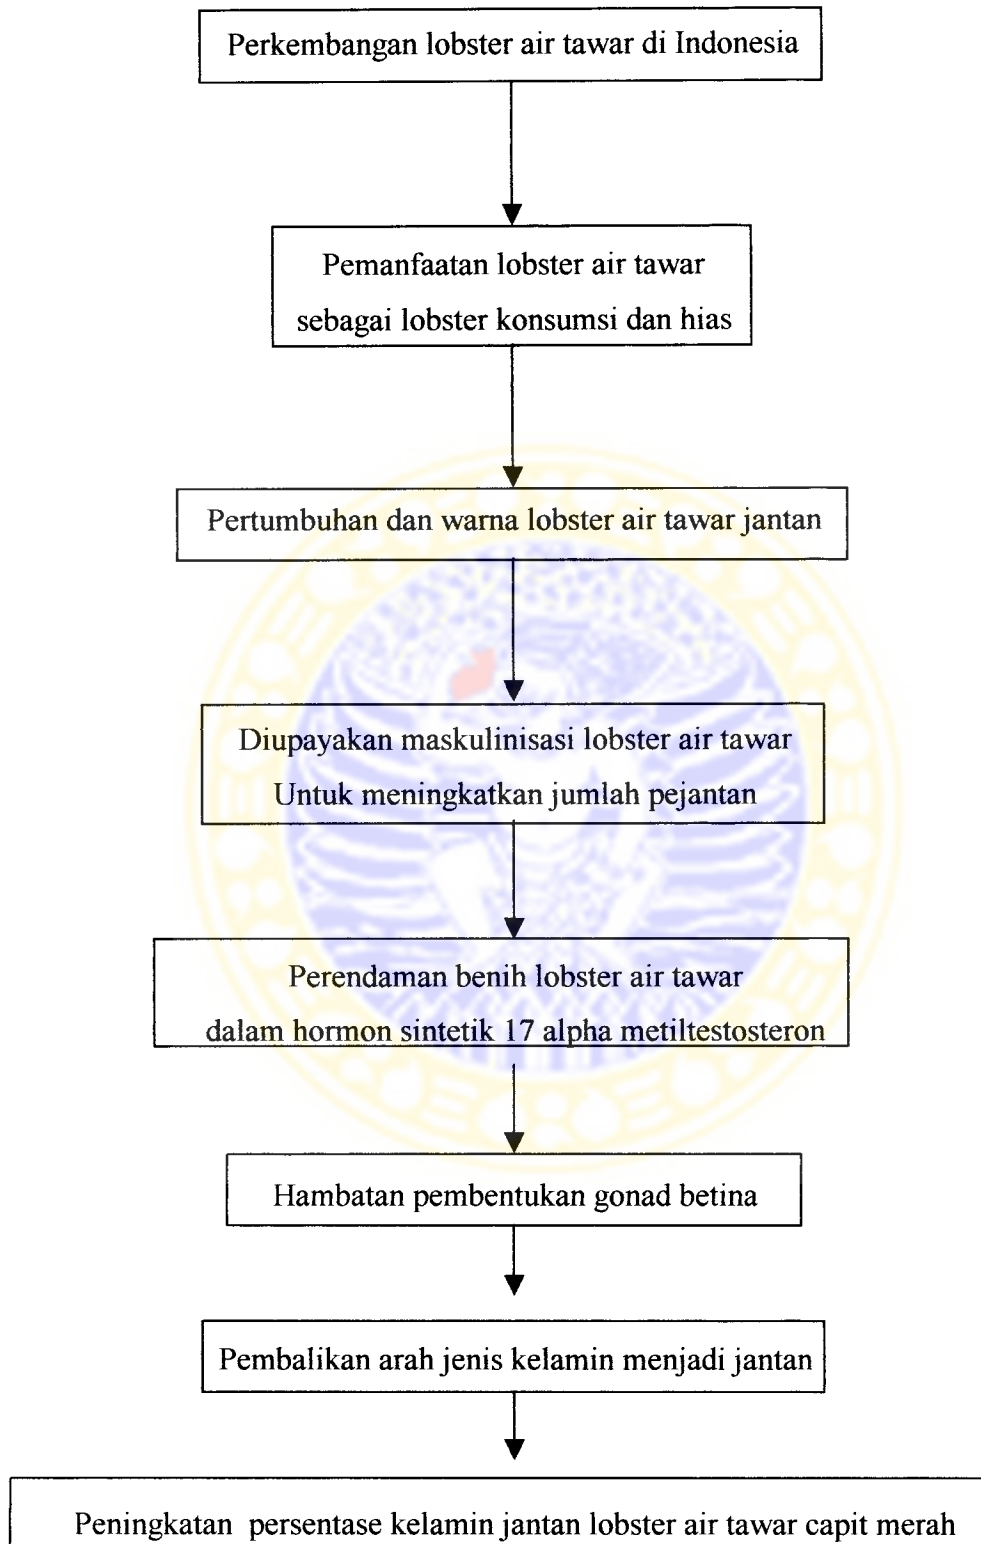 Perkembangan lobster air tawar di Indonesia
Pemanfaatan lobster air tawar
sebagai lobster konsumsi dan hias
Pertumbuhan dan warna lobster air tawar jantan
Diupayakan maskulinisasi lobster air tawar
Untuk meningkatkan jumlah pejantan
Perendaman benih lobster air tawar
dalam hormon sintetik 17 alpha metiltestosteron
Hambatan pembentukan gonad betina
Pembalikan arah jenis kelamin menjadi jantan
Peningkatan persentase kelamin jantan lobster air tawar capit merah